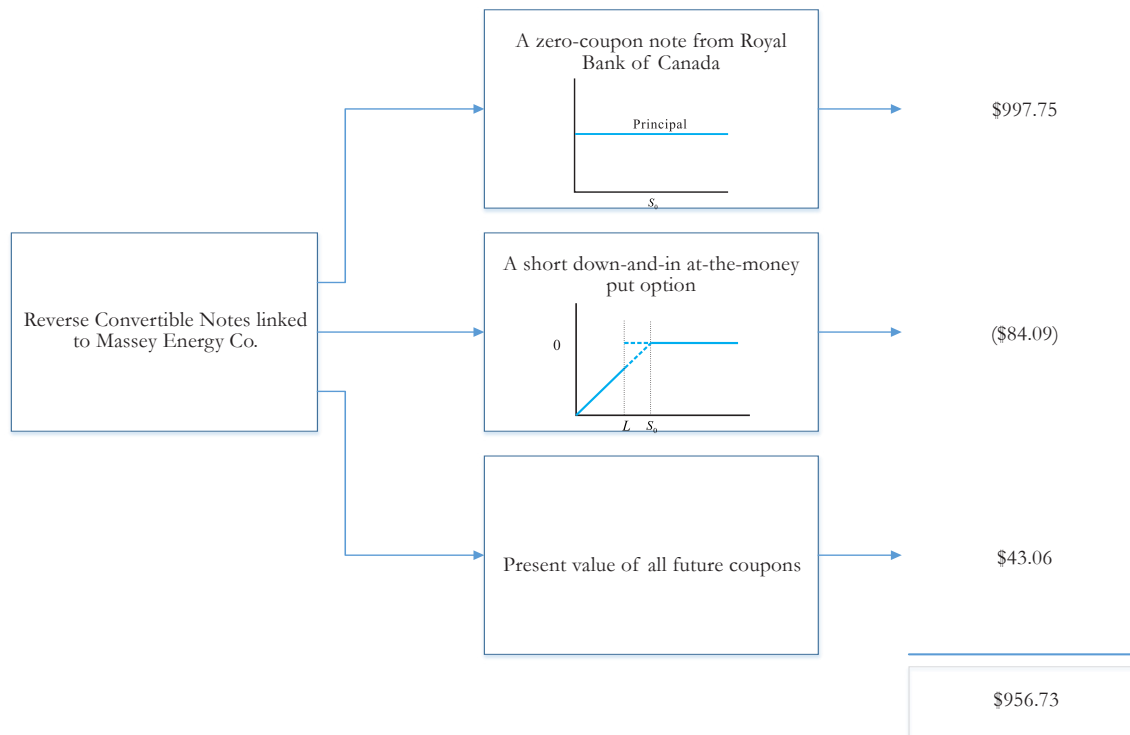 A zero-coupon note from Royal
Bank of Canada
Principal
S₀
$997.75
Reverse Convertible Notes linked
to Massey Energy Co.
A short down-and-in at-the-money
put option
0
L S₀
($84.09)
Present value of all future coupons
$43.06
$956.73